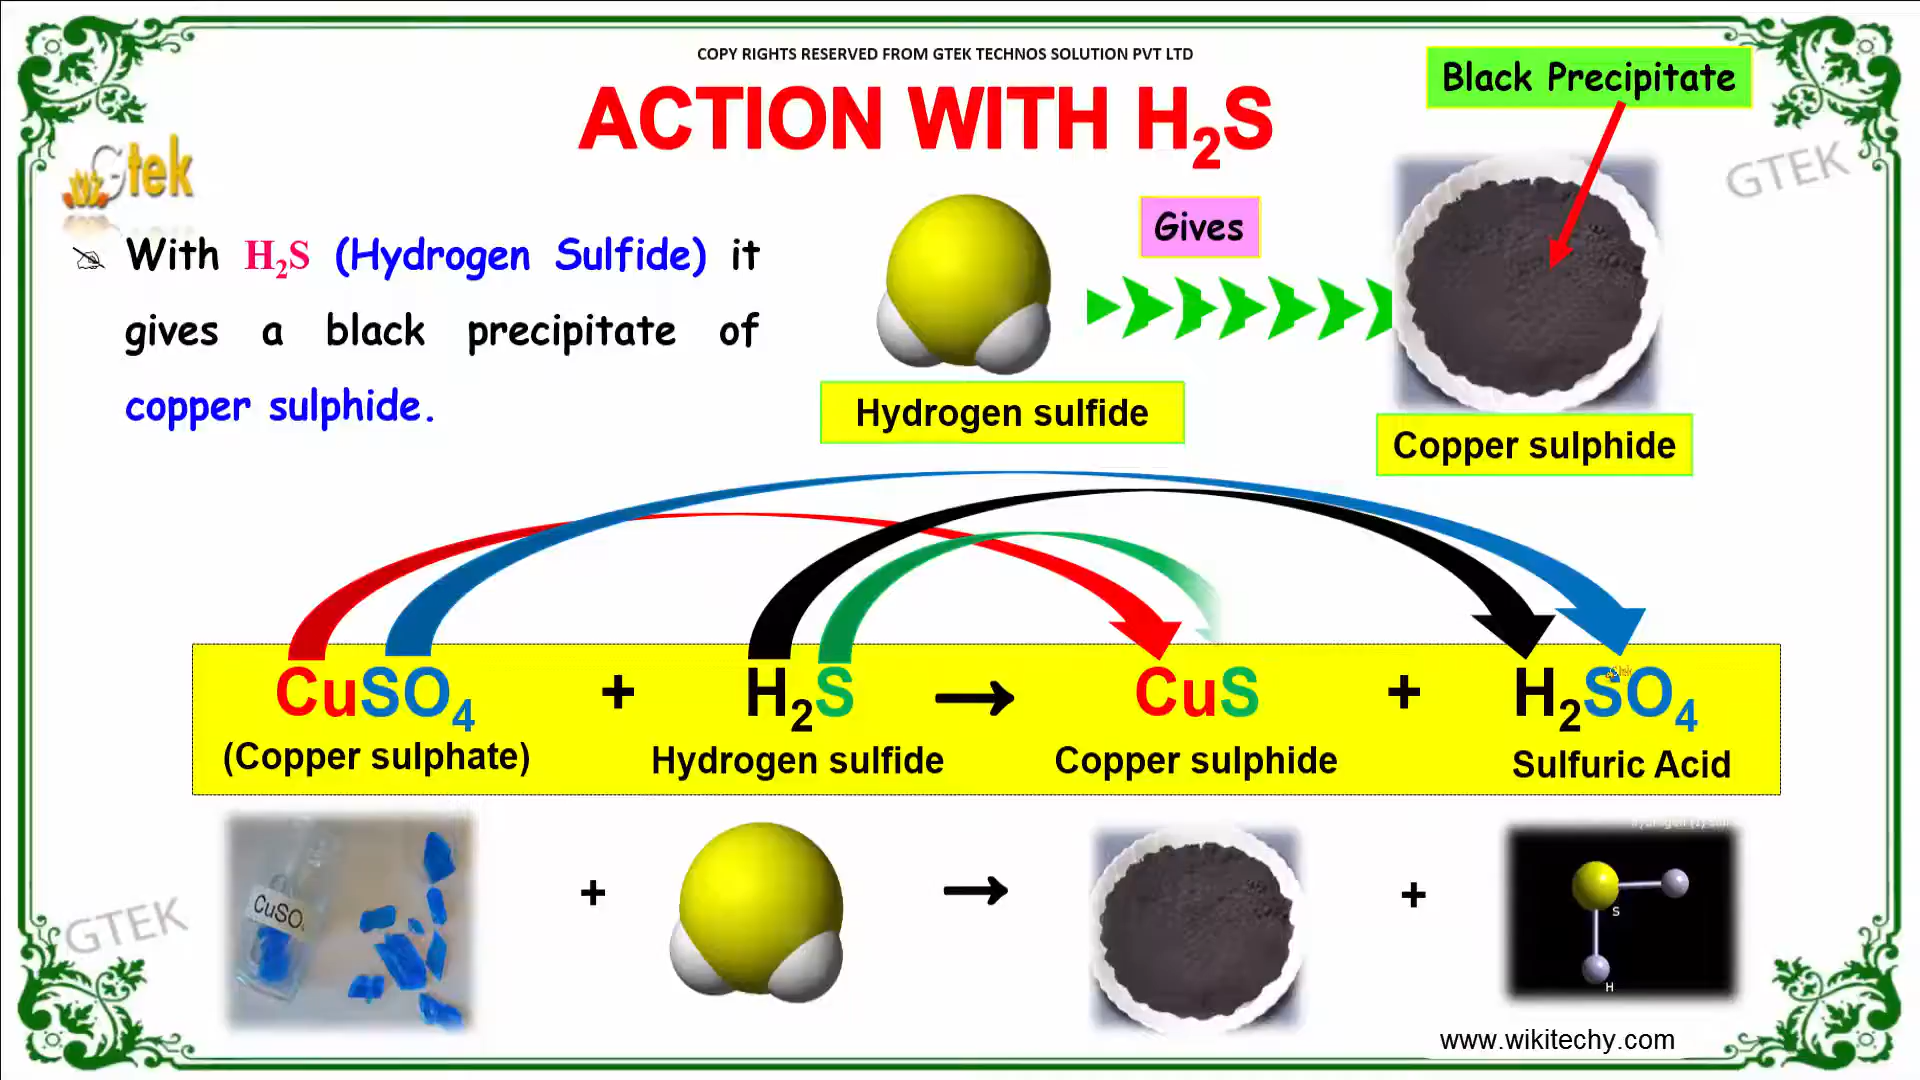 COPY RIGHTS RESERVED FROM GTEK TECHNOS SOLUTION PVT LTD
ACTION WITH H₂S
Black Precipitate
Gtek
GTEK
With H₂S (Hydrogen Sulfide) it
gives a black precipitate of
copper sulphide.
Gives
Hydrogen sulfide
Copper sulphide
CuSO₄ + H₂S → CuS + H₂SO₄
(Copper sulphate) Hydrogen sulfide Copper sulphide Sulfuric Acid
CuSO
+ → +
S
H
GTEK
www.wikitechy.com